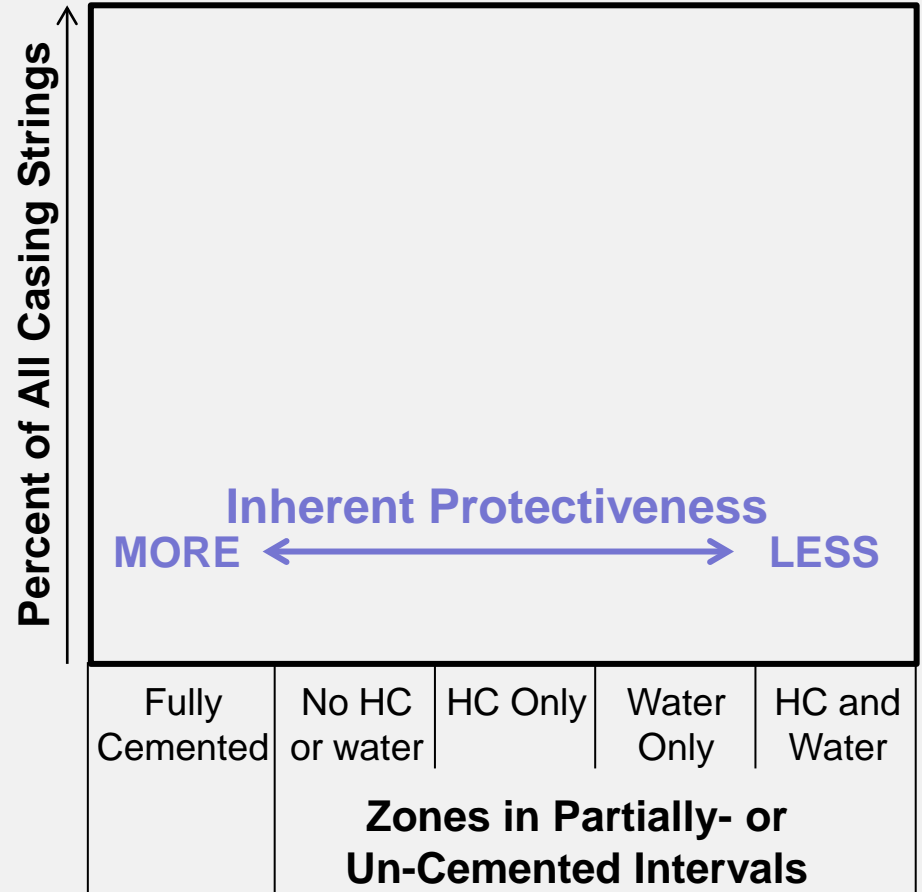 Percent of All Casing Strings
Inherent Protectiveness
MORE LESS
Fully
Cemented
No HC
or water
HC Only
Water
Only
HC and
Water
Zones in Partially- or
Un-Cemented Intervals